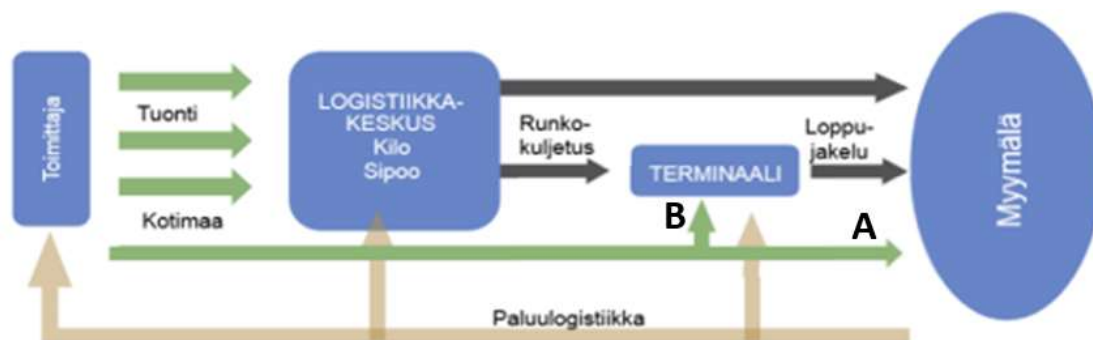 Toimittaja
Tuonti
Kotimaa
LOGISTIIKKA-
KESKUS
Kilo
Sipoo
Runko-
kuljetus
TERMINAALI
Loppu-
jakelu
B
A
Myymälä
Paluulogistiikka